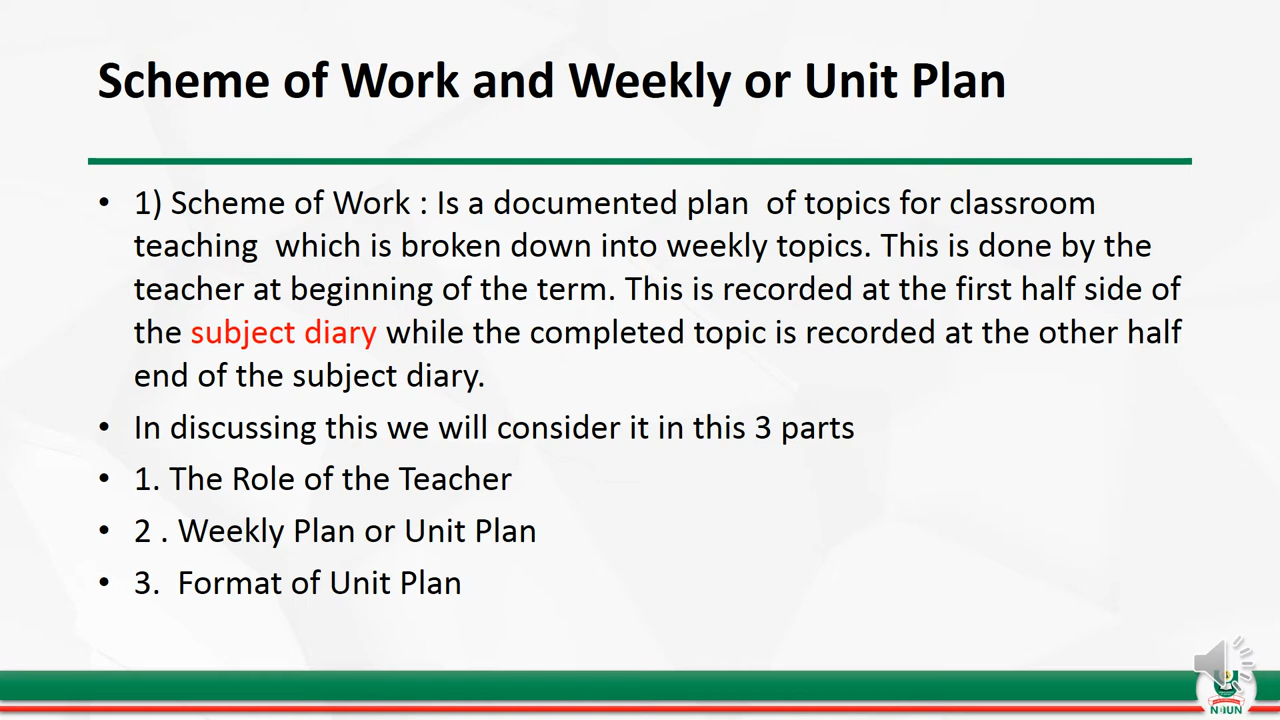 Scheme of Work and Weekly or Unit Plan
• 1) Scheme of Work : Is a documented plan of topics for classroom
teaching which is broken down into weekly topics. This is done by the
teacher at beginning of the term. This is recorded at the first half side of
the subject diary while the completed topic is recorded at the other half
end of the subject diary.
• In discussing this we will consider it in this 3 parts
• 1. The Role of the Teacher
• 2 . Weekly Plan or Unit Plan
• 3. Format of Unit Plan
NOUN